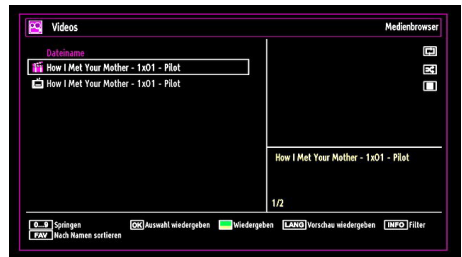 Videos Medienbrowser
Dateiname
How I Met Your Mother - 1x01 - Pilot
How I Met Your Mother - 1x01 - Pilot
How I Met Your Mother - 1x01 - Pilot
1/2
0...9 Springen OK Auswahl wiedergeben Wiedergeben LANG Vorschau wiedergeben INFO Filter
FAV Nach Namen sortieren